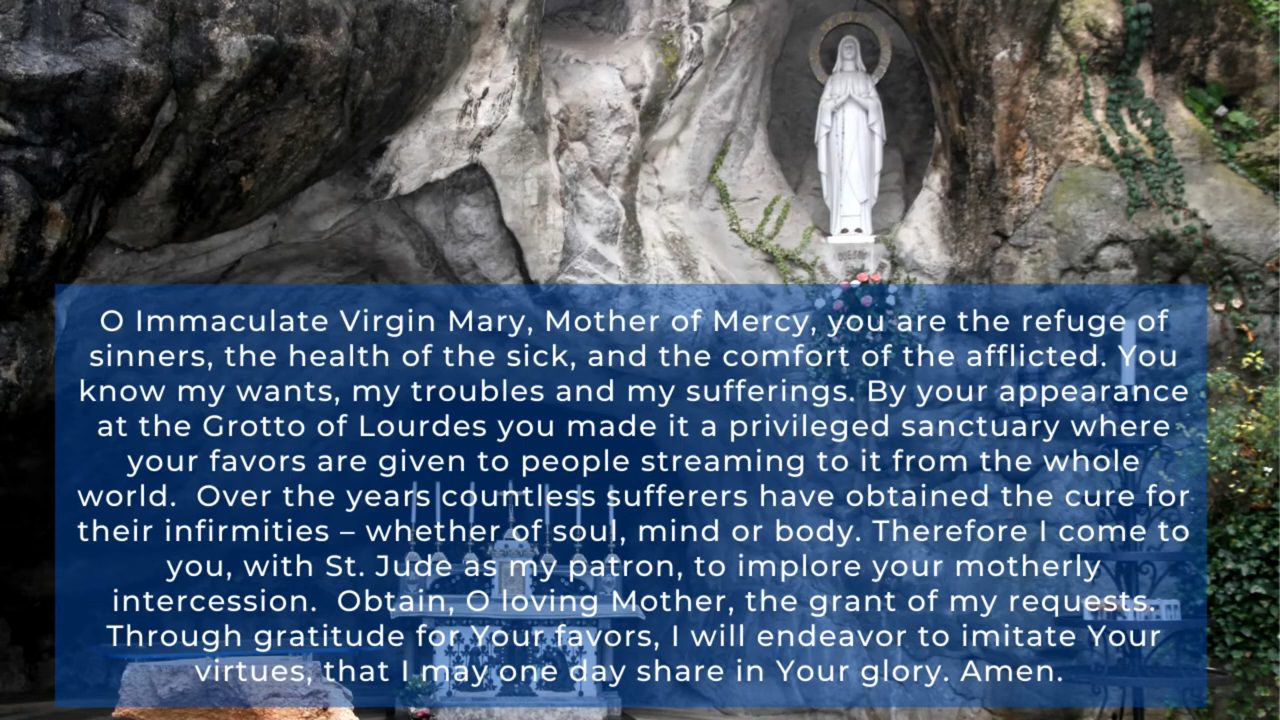 O Immaculate Virgin Mary, Mother of Mercy, you are the refuge of
sinners, the health of the sick, and the comfort of the afflicted. You
know my wants, my troubles and my sufferings. By your appearance
at the Grotto of Lourdes you made it a privileged sanctuary where
your favors are given to people streaming to it from the whole
world.  Over the years countless sufferers have obtained the cure for
their infirmities – whether of soul, mind or body. Therefore I come to
you, with St. Jude as my patron, to implore your motherly
intercession.  Obtain, O loving Mother, the grant of my requests.
Through gratitude for Your favors, I will endeavor to imitate Your
virtues, that I may one day share in Your glory. Amen.